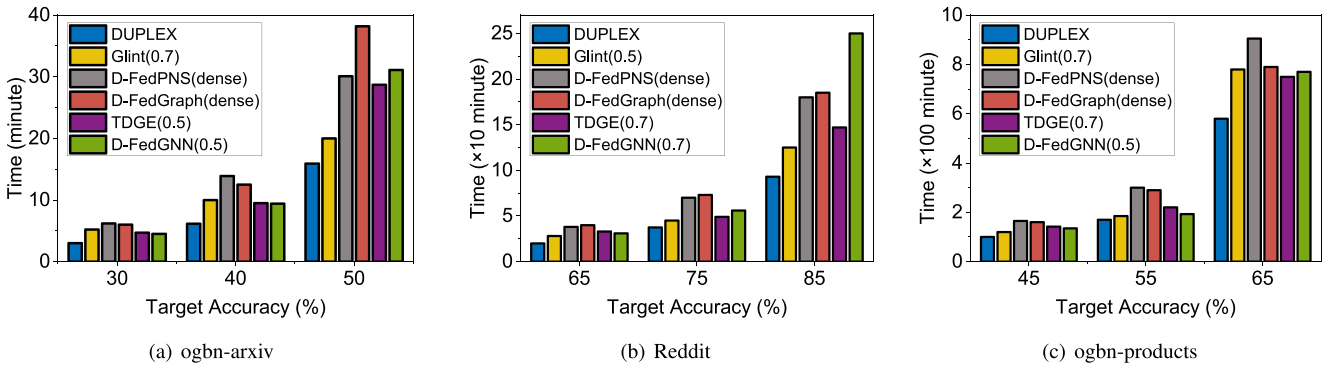 40
30
20
10
0
Time (minute)
DUPLEX
Glint(0.7)
D-FedPNS(dense)
D-FedGraph(dense)
TDGE(0.5)
D-FedGNN(0.5)
30
40
50
Target Accuracy (%)
(a) ogbn-arxiv
25
20
15
10
5
0
Time (×10 minute)
DUPLEX
Glint(0.5)
D-FedPNS(dense)
D-FedGraph(dense)
TDGE(0.7)
D-FedGNN(0.7)
65
75
85
Target Accuracy (%)
(b) Reddit
10
8
6
4
2
0
Time (×100 minute)
DUPLEX
Glint(0.7)
D-FedPNS(dense)
D-FedGraph(dense)
TDGE(0.7)
D-FedGNN(0.5)
45
55
65
Target Accuracy (%)
(c) ogbn-products